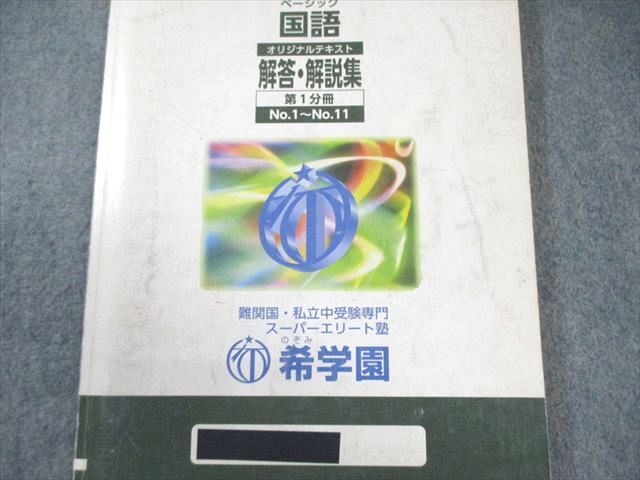 ベーシック
国語
オリジナルテキスト
解答・解説集
第1分冊
No.1〜No.11
難関国・私立中受験専門
スーパーエリート塾
のぞみ
希学園